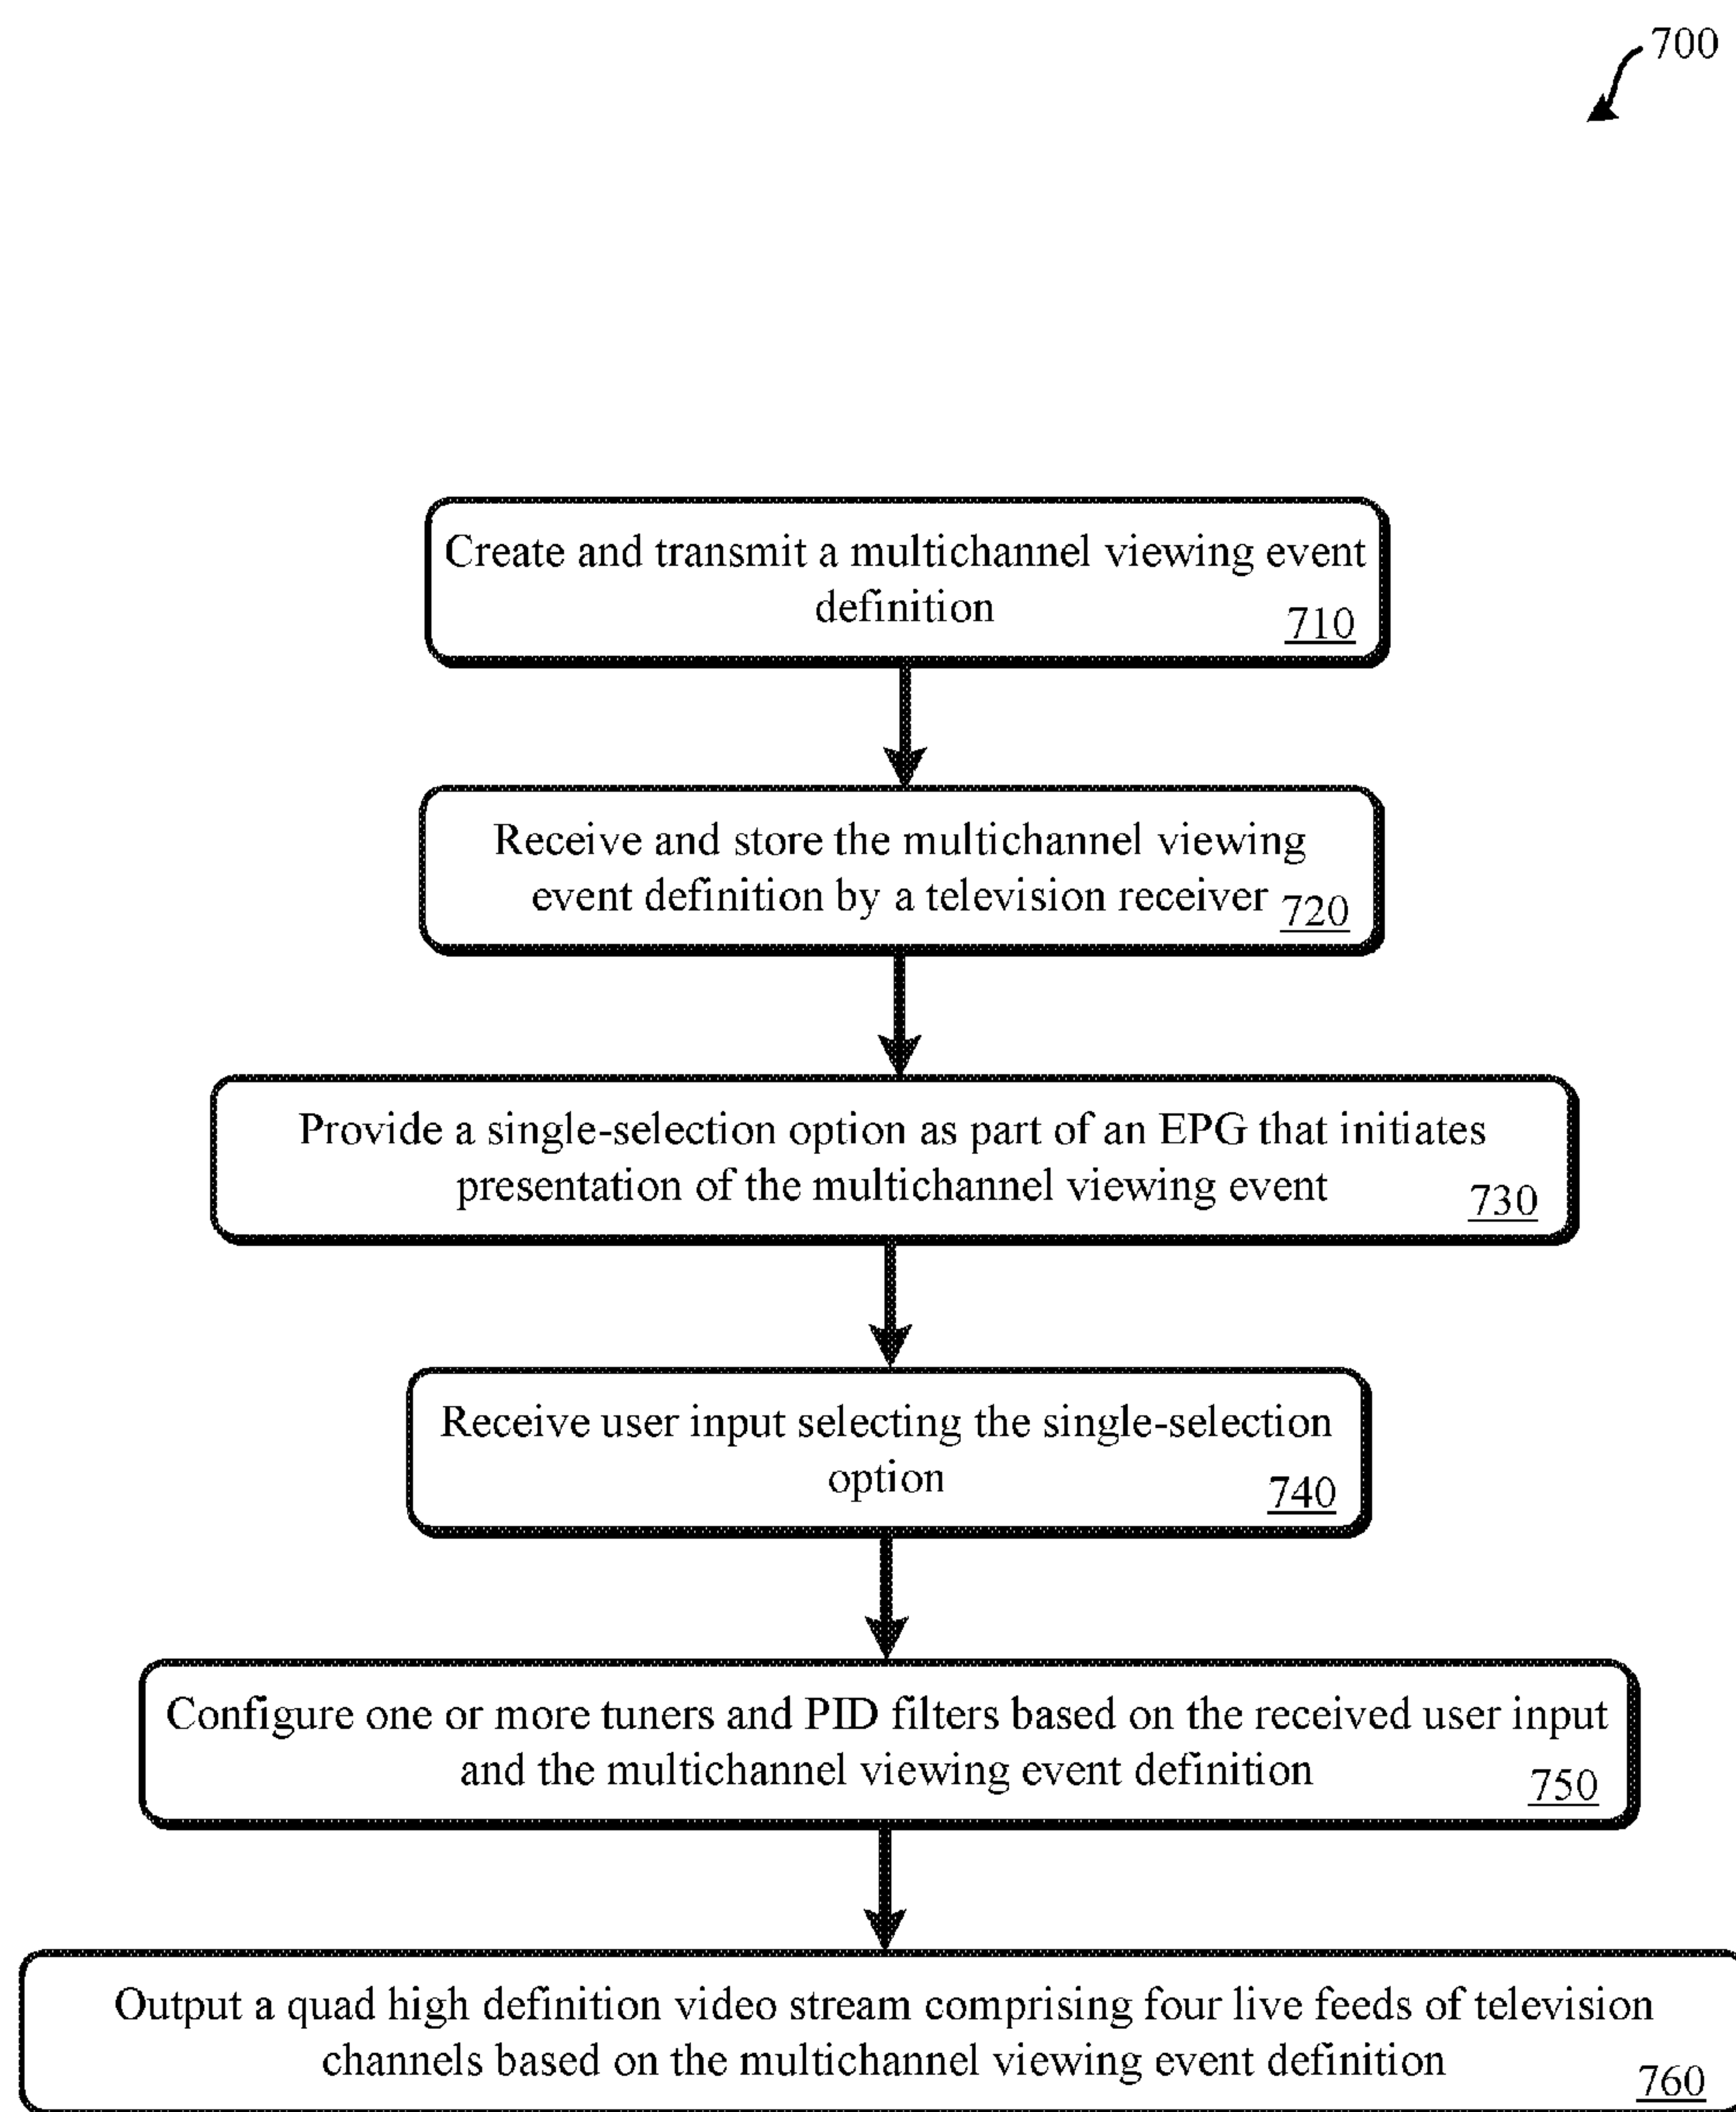 700
Create and transmit a multichannel viewing event
definition
710
Receive and store the multichannel viewing
event definition by a television receiver
720
Provide a single-selection option as part of an EPG that initiates
presentation of the multichannel viewing event
730
Receive user input selecting the single-selection
option
740
Configure one or more tuners and PID filters based on the received user input
and the multichannel viewing event definition
750
Output a quad high definition video stream comprising four live feeds of television
channels based on the multichannel viewing event definition
760